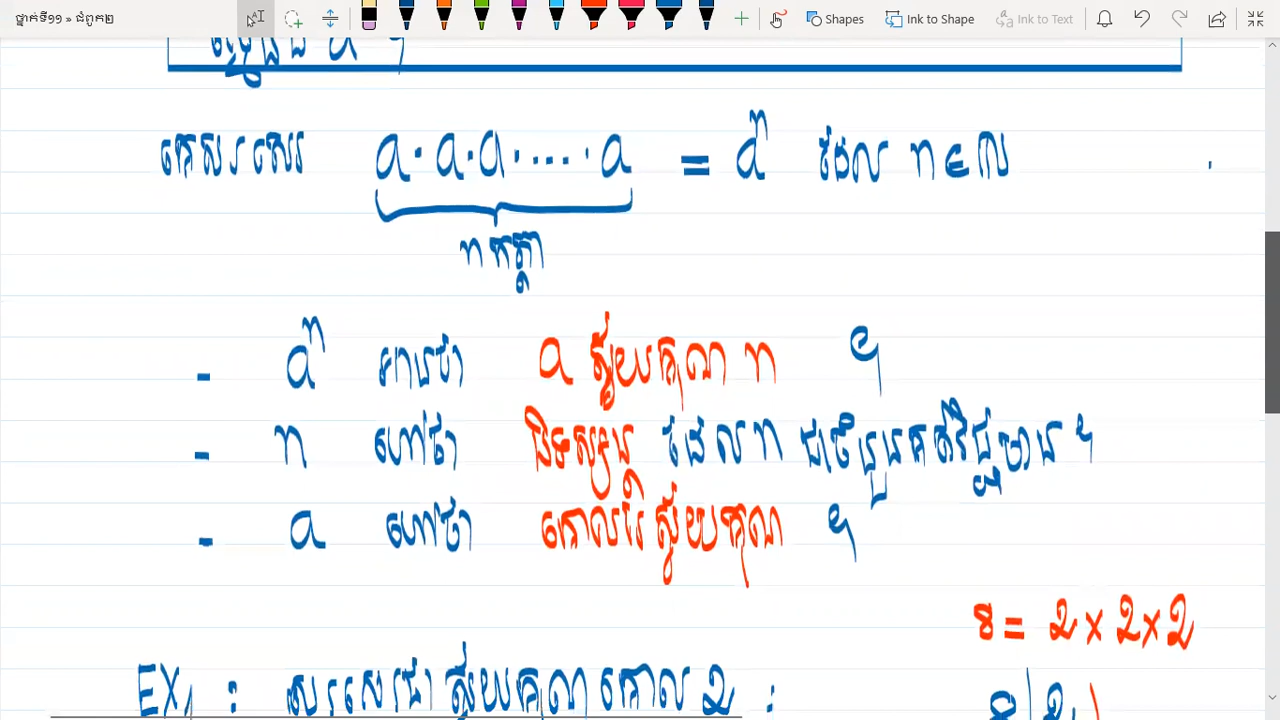 ថ្នាក់ទី១១ » ជំពូក២ Shapes Ink to Shape Ink to Text
គេសរសេរ a·a·a·....·a = aⁿ ដែល n ∈ ℕ
n កត្តា
- aⁿ អានថា a ស្វ័យគុណ n ។
- n ហៅថា និទស្សន្ត ដែល n ជាចំនួនគត់វិជ្ជមាន ។
- a ហៅថា គោលនៃស្វ័យគុណ ។
8 = 2 × 2 × 2
EX1 : សរសេរជាស្វ័យគុណគោល 2 :
8 2